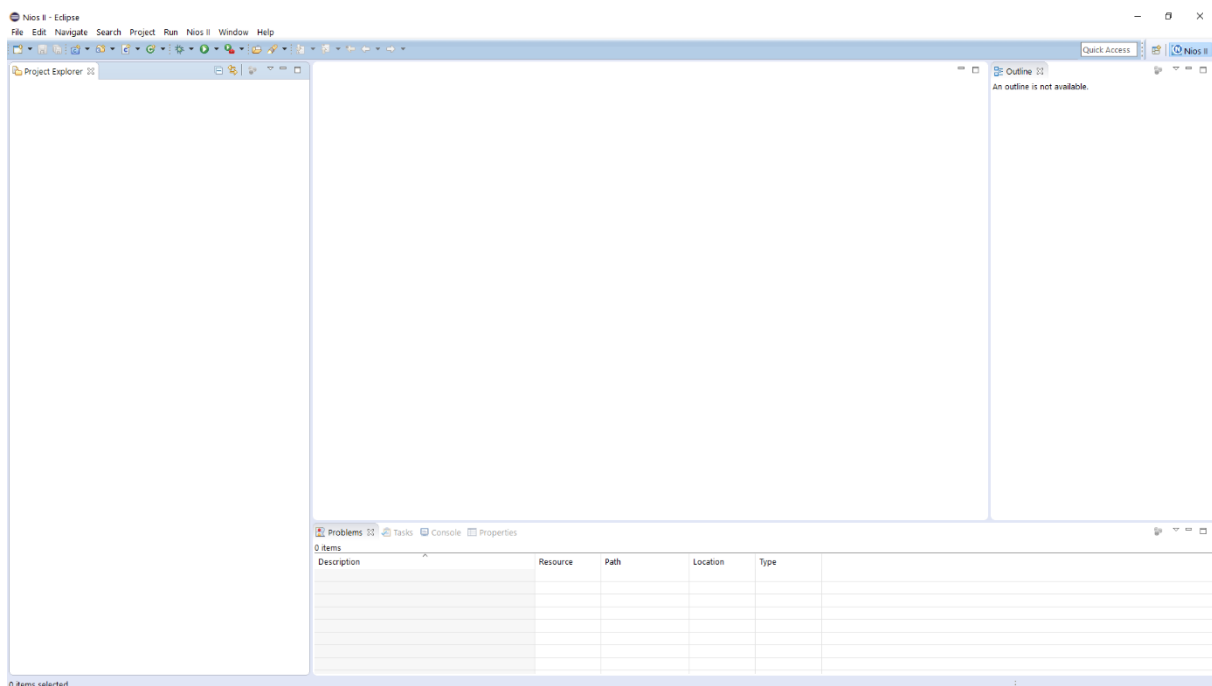 Nios II - Eclipse
File Edit Navigate Search Project Run Nios II Window Help
Quick Access
Nios II
Project Explorer
Outline
An outline is not available.
Problems Tasks Console Properties
0 items
Description Resource Path Location Type
0 items selected